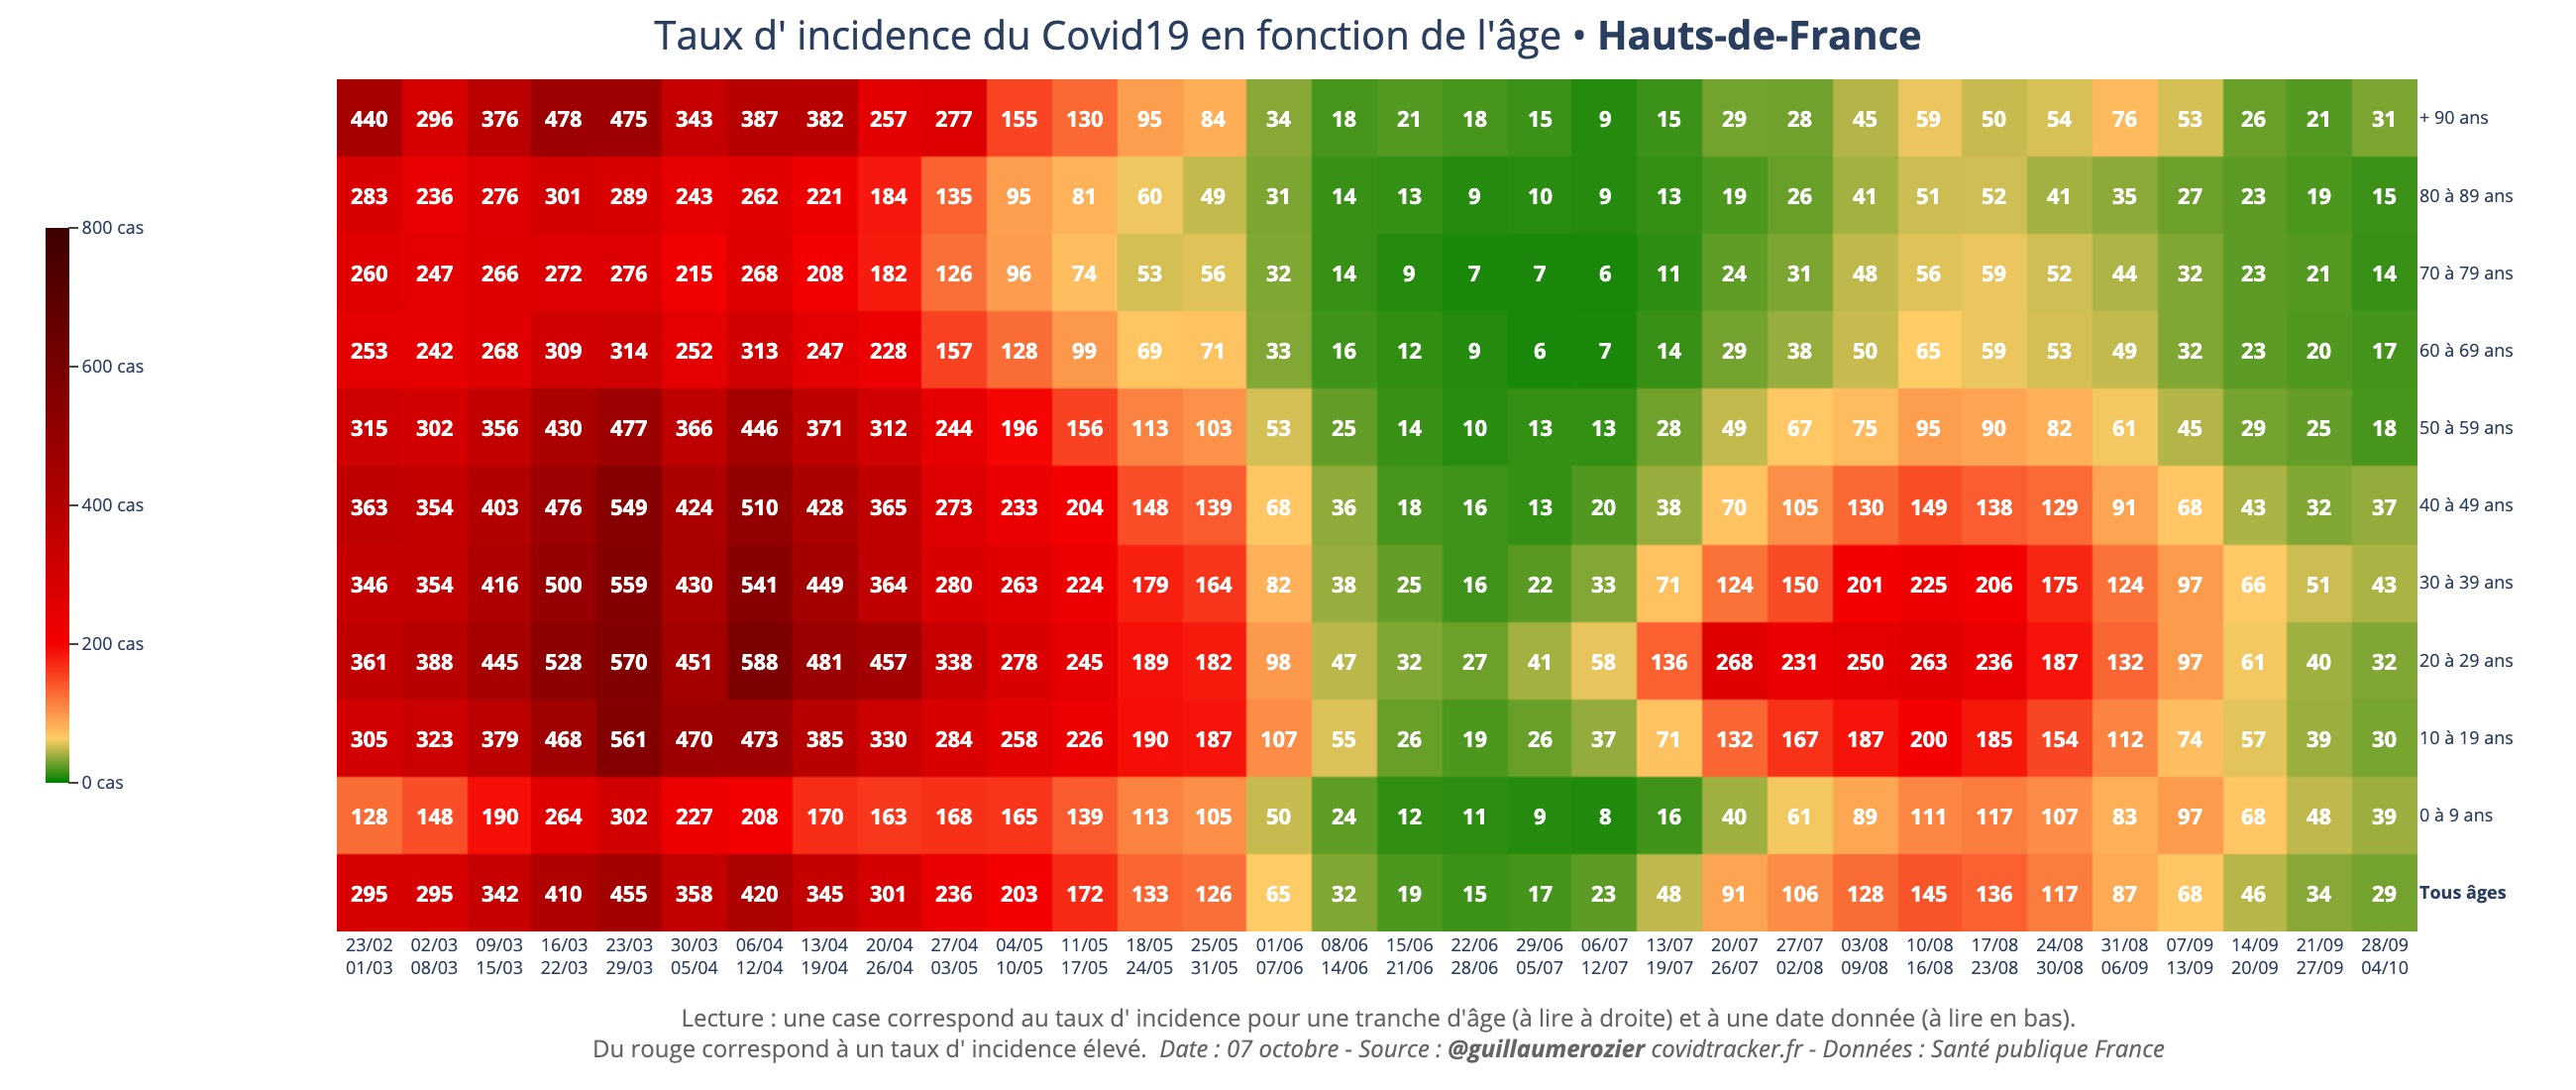 Taux d' incidence du Covid19 en fonction de l'âge • Hauts-de-France
440 296 376 478 475 343 387 382 257 277 155 130 95 84 34 18 21 18 15 9 15 29 28 45 59 50 54 76 53 26 21 31 + 90 ans
283 236 276 301 289 243 262 221 184 135 95 81 60 49 31 14 13 9 10 9 13 19 26 41 51 52 41 35 27 23 19 15 80 à 89 ans
800 cas
260 247 266 272 276 215 268 208 182 126 96 74 53 56 32 14 9 7 7 6 11 24 31 48 56 59 52 44 32 23 21 14 70 à 79 ans
253 242 268 309 314 252 313 247 228 157 128 99 69 71 33 16 12 9 6 7 14 29 38 50 65 59 53 49 32 23 20 17 60 à 69 ans
600 cas
315 302 356 430 477 366 446 371 312 244 196 156 113 103 53 25 14 10 13 13 28 49 67 75 95 90 82 61 45 29 25 18 50 à 59 ans
400 cas
363 354 403 476 549 424 510 428 365 273 233 204 148 139 68 36 18 16 13 20 38 70 105 130 149 138 129 91 68 43 32 37 40 à 49 ans
346 354 416 500 559 430 541 449 364 280 263 224 179 164 82 38 25 16 22 33 71 124 150 201 225 206 175 124 97 66 51 43 30 à 39 ans
200 cas
361 388 445 528 570 451 588 481 457 338 278 245 189 182 98 47 32 27 41 58 136 268 231 250 263 236 187 132 97 61 40 32 20 à 29 ans
305 323 379 468 561 470 473 385 330 284 258 226 190 187 107 55 26 19 26 37 71 132 167 187 200 185 154 112 74 57 39 30 10 à 19 ans
0 cas
128 148 190 264 302 227 208 170 163 168 165 139 113 105 50 24 12 11 9 8 16 40 61 89 111 117 107 83 97 68 48 39 0 à 9 ans
295 295 342 410 455 358 420 345 301 236 203 172 133 126 65 32 19 15 17 23 48 91 106 128 145 136 117 87 68 46 34 29 Tous âges
23/02 02/03 09/03 16/03 23/03 30/03 06/04 13/04 20/04 27/04 04/05 11/05 18/05 25/05 01/06 08/06 15/06 22/06 29/06 06/07 13/07 20/07 27/07 03/08 10/08 17/08 24/08 31/08 07/09 14/09 21/09 28/09
01/03 08/03 15/03 22/03 29/03 05/04 12/04 19/04 26/04 03/05 10/05 17/05 24/05 31/05 07/06 14/06 21/06 28/06 05/07 12/07 19/07 26/07 02/08 09/08 16/08 23/08 30/08 06/09 13/09 20/09 27/09 04/10
Lecture : une case correspond au taux d' incidence pour une tranche d'âge (à lire à droite) et à une date donnée (à lire en bas).
Du rouge correspond à un taux d' incidence élevé. Date : 07 octobre - Source : @guillaumerozier covidtracker.fr - Données : Santé publique France